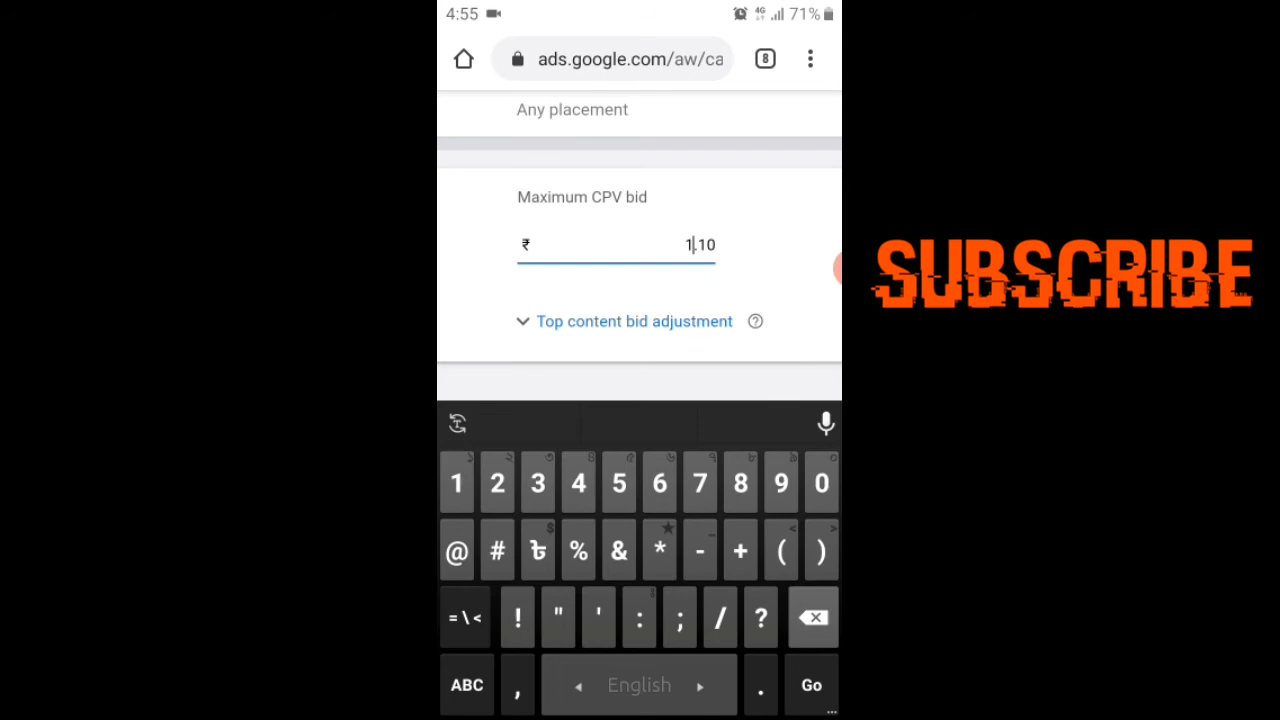 4:55 4G 71%
ads.google.com/aw/ca 8
Any placement
Maximum CPV bid
₹ 1.10
Top content bid adjustment ?
SUBSCRIBE
1 2 3 4 5 6 7 8 9 0
@ # ৳ % & * - + ( )
= \ < ! " ' : ; / ?
ABC , English . Go